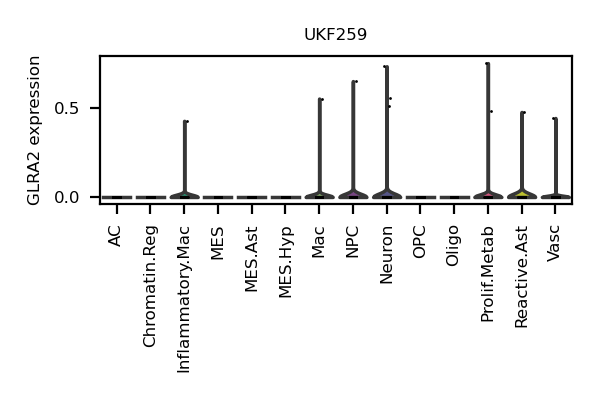 UKF259
GLRA2 expression
0.5
0.0
AC
Chromatin.Reg
Inflammatory.Mac
MES
MES.Ast
MES.Hyp
Mac
NPC
Neuron
OPC
Oligo
Prolif.Metab
Reactive.Ast
Vasc